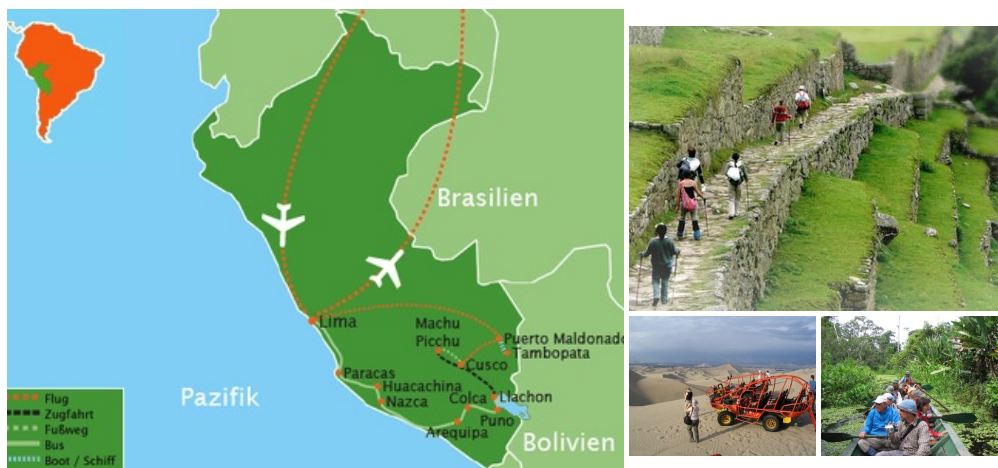 Brasilien
Lima
Machu
Picchu
Puerto Maldonado
Tambopata
Cusco
Paracas
Huacachina
Nazca
Colca
Llachon
Puno
Arequipa
Pazifik
Bolivien
Flug
Zugfahrt
Fußweg
Bus
Boot / Schiff